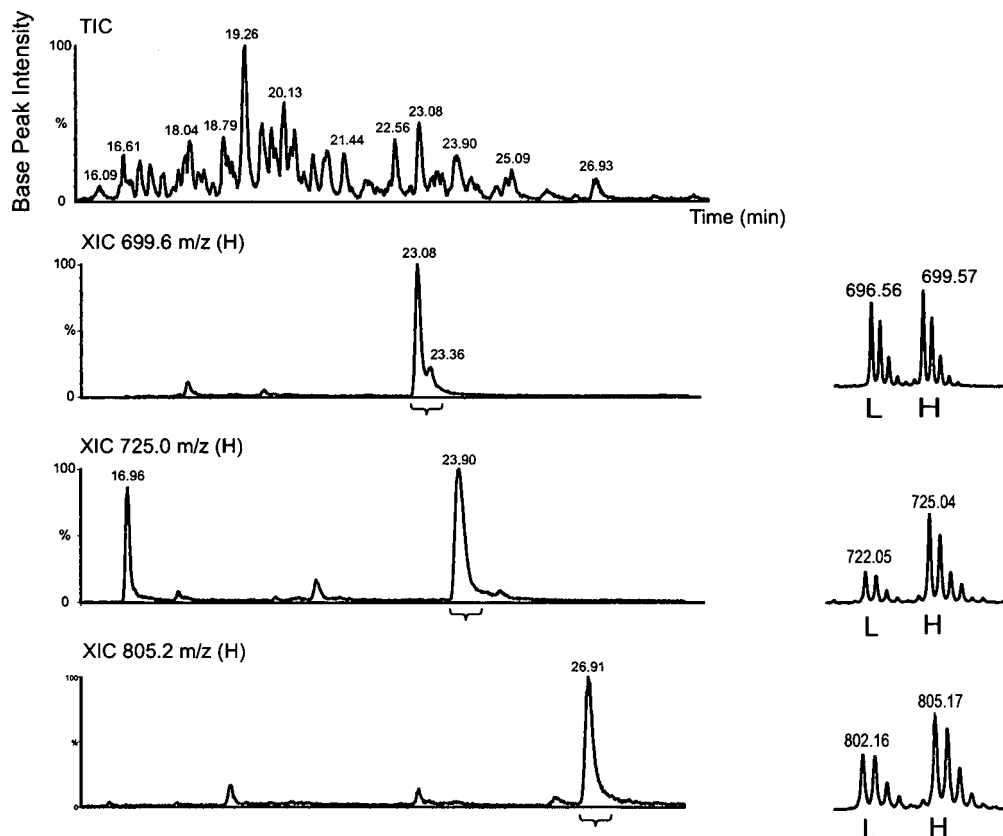 TIC
Base Peak Intensity
100
%
0
16.09
16.61
18.04
18.79
19.26
20.13
21.44
22.56
23.08
23.90
25.09
26.93
Time (min)
XIC 699.6 m/z (H)
100
%
0
23.08
23.36
696.56
699.57
L
H
XIC 725.0 m/z (H)
100
%
0
16.96
23.90
722.05
725.04
L
H
XIC 805.2 m/z (H)
100
%
0
26.91
802.16
805.17
L
H